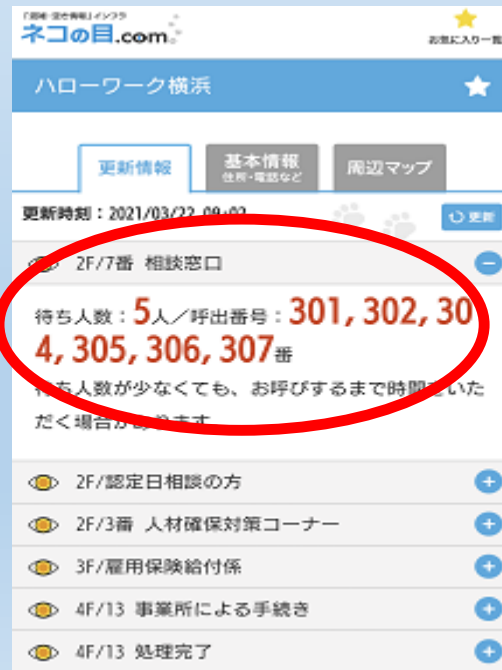 「混雑・空き情報」インフラ
ネコの目.com
お気に入り一覧
ハローワーク横浜
更新情報
基本情報
住所・電話など
周辺マップ
更新時刻：2021/03/22 09:02
更新
2F/7番 相談窓口
待ち人数：5人／呼出番号：301, 302, 30
4, 305, 306, 307番
待ち人数が少なくても、お呼びするまで時間をいた
だく場合があります
2F/認定日相談の方
2F/3番 人材確保対策コーナー
3F/雇用保険給付係
4F/13 事業所による手続き
4F/13 処理完了